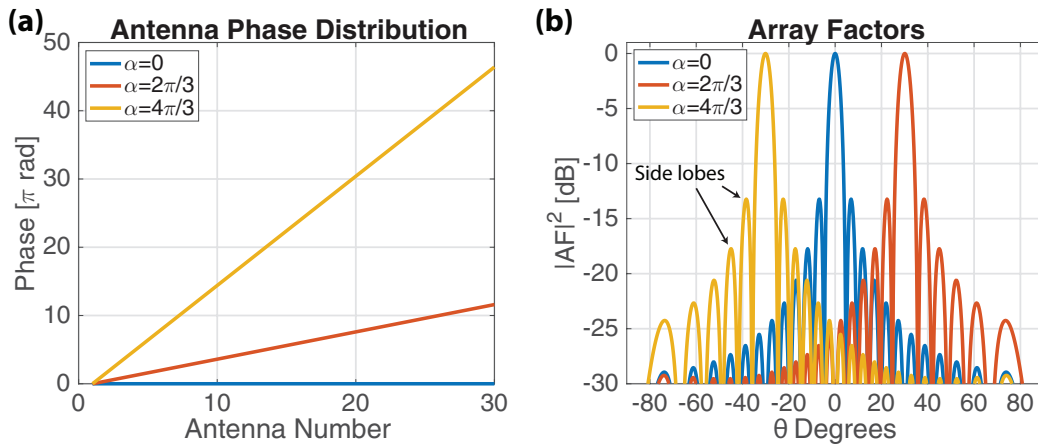 (a)
Antenna Phase Distribution
α=0
α=2π/3
α=4π/3
50
40
30
20
10
0
Phase [π rad]
0 10 20 30
Antenna Number
(b)
Array Factors
α=0
α=2π/3
α=4π/3
Side lobes
0
-5
-10
-15
-20
-25
-30
|AF|² [dB]
-80 -60 -40 -20 0 20 40 60 80
θ Degrees